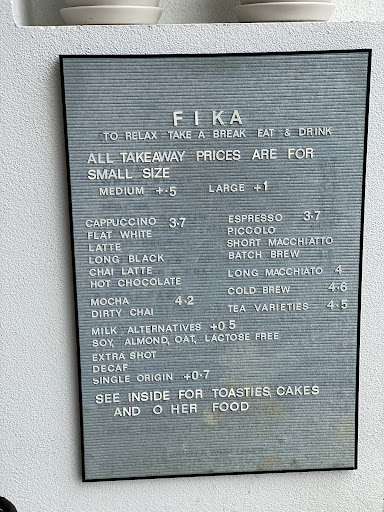 FIKA
TO RELAX TAKE A BREAK EAT & DRINK
ALL TAKEAWAY PRICES ARE FOR
SMALL SIZE
MEDIUM +.5 LARGE +1
CAPPUCCINO 3.7
FLAT WHITE
LATTE
LONG BLACK
CHAI LATTE
HOT CHOCOLATE
MOCHA 4.2
DIRTY CHAI
ESPRESSO 3.7
PICCOLO
SHORT MACCHIATTO
BATCH BREW
LONG MACCHIATO 4
COLD BREW 4.6
TEA VARIETIES 4.5
MILK ALTERNATIVES +0 5
SOY, ALMOND, OAT, LACTOSE FREE
EXTRA SHOT
DECAF
SINGLE ORIGIN +0.7
SEE INSIDE FOR TOASTIES, CAKES
AND O HER FOOD